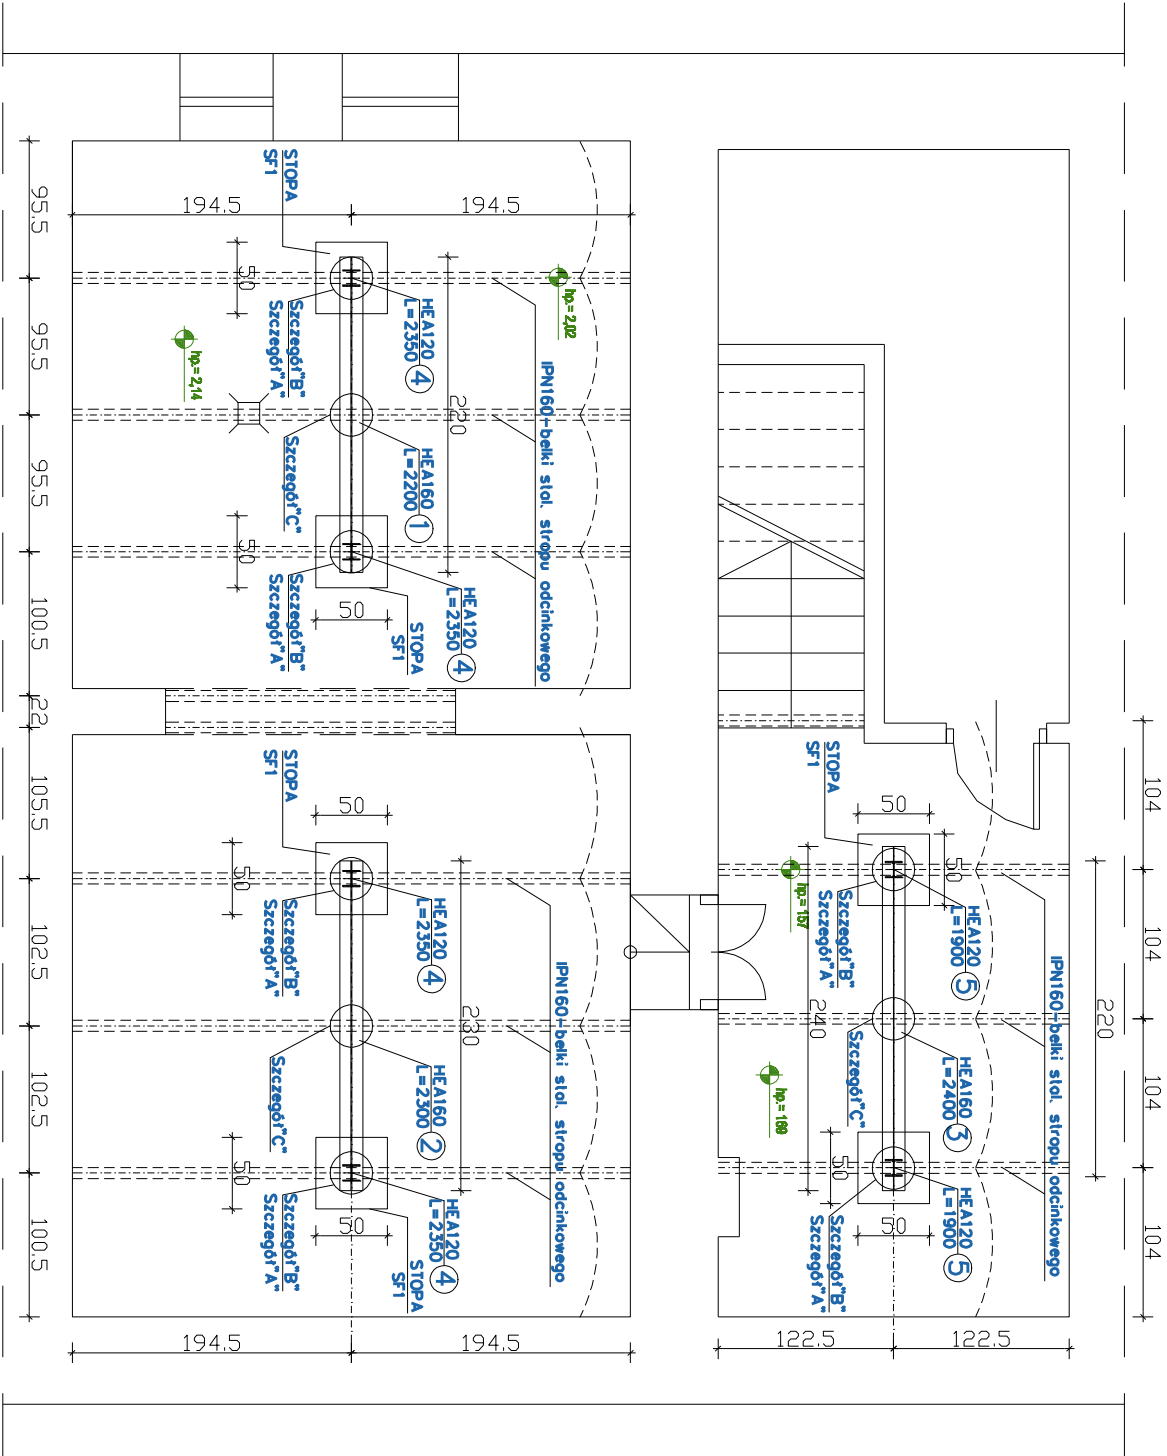 95.5
95.5
95.5
100.5
22
105.5
102.5
102.5
100.5
194.5
194.5
STOPA
SF1
50
Szczegół"B"
Szczegół"A"
HEA120
L=2350 4
hp.= 2,02
hp.= 2,14
220
IPN160-belki stal. stropu odcinkowego
HEA160
L=2200 1
Szczegół"C"
50
Szczegół"B"
Szczegół"A"
HEA120
L=2350 4
50
STOPA
SF1
STOPA
SF1
50
50
Szczegół"B"
Szczegół"A"
HEA120
L=2350 4
230
IPN160-belki stal. stropu odcinkowego
HEA160
L=2300 2
Szczegół"C"
50
Szczegół"B"
Szczegół"A"
HEA120
L=2350 4
50
STOPA
SF1
194.5
194.5
STOPA
SF1
50
50
hp.= 157
Szczegół"B"
Szczegół"A"
HEA120
L=1900 5
240
220
IPN160-belki stal. stropu odcinkowego
Szczegół"C"
HEA160
L=2400 3
50
50
Szczegół"B"
Szczegół"A"
HEA120
L=1900 5
122.5
122.5
104
104
104
104